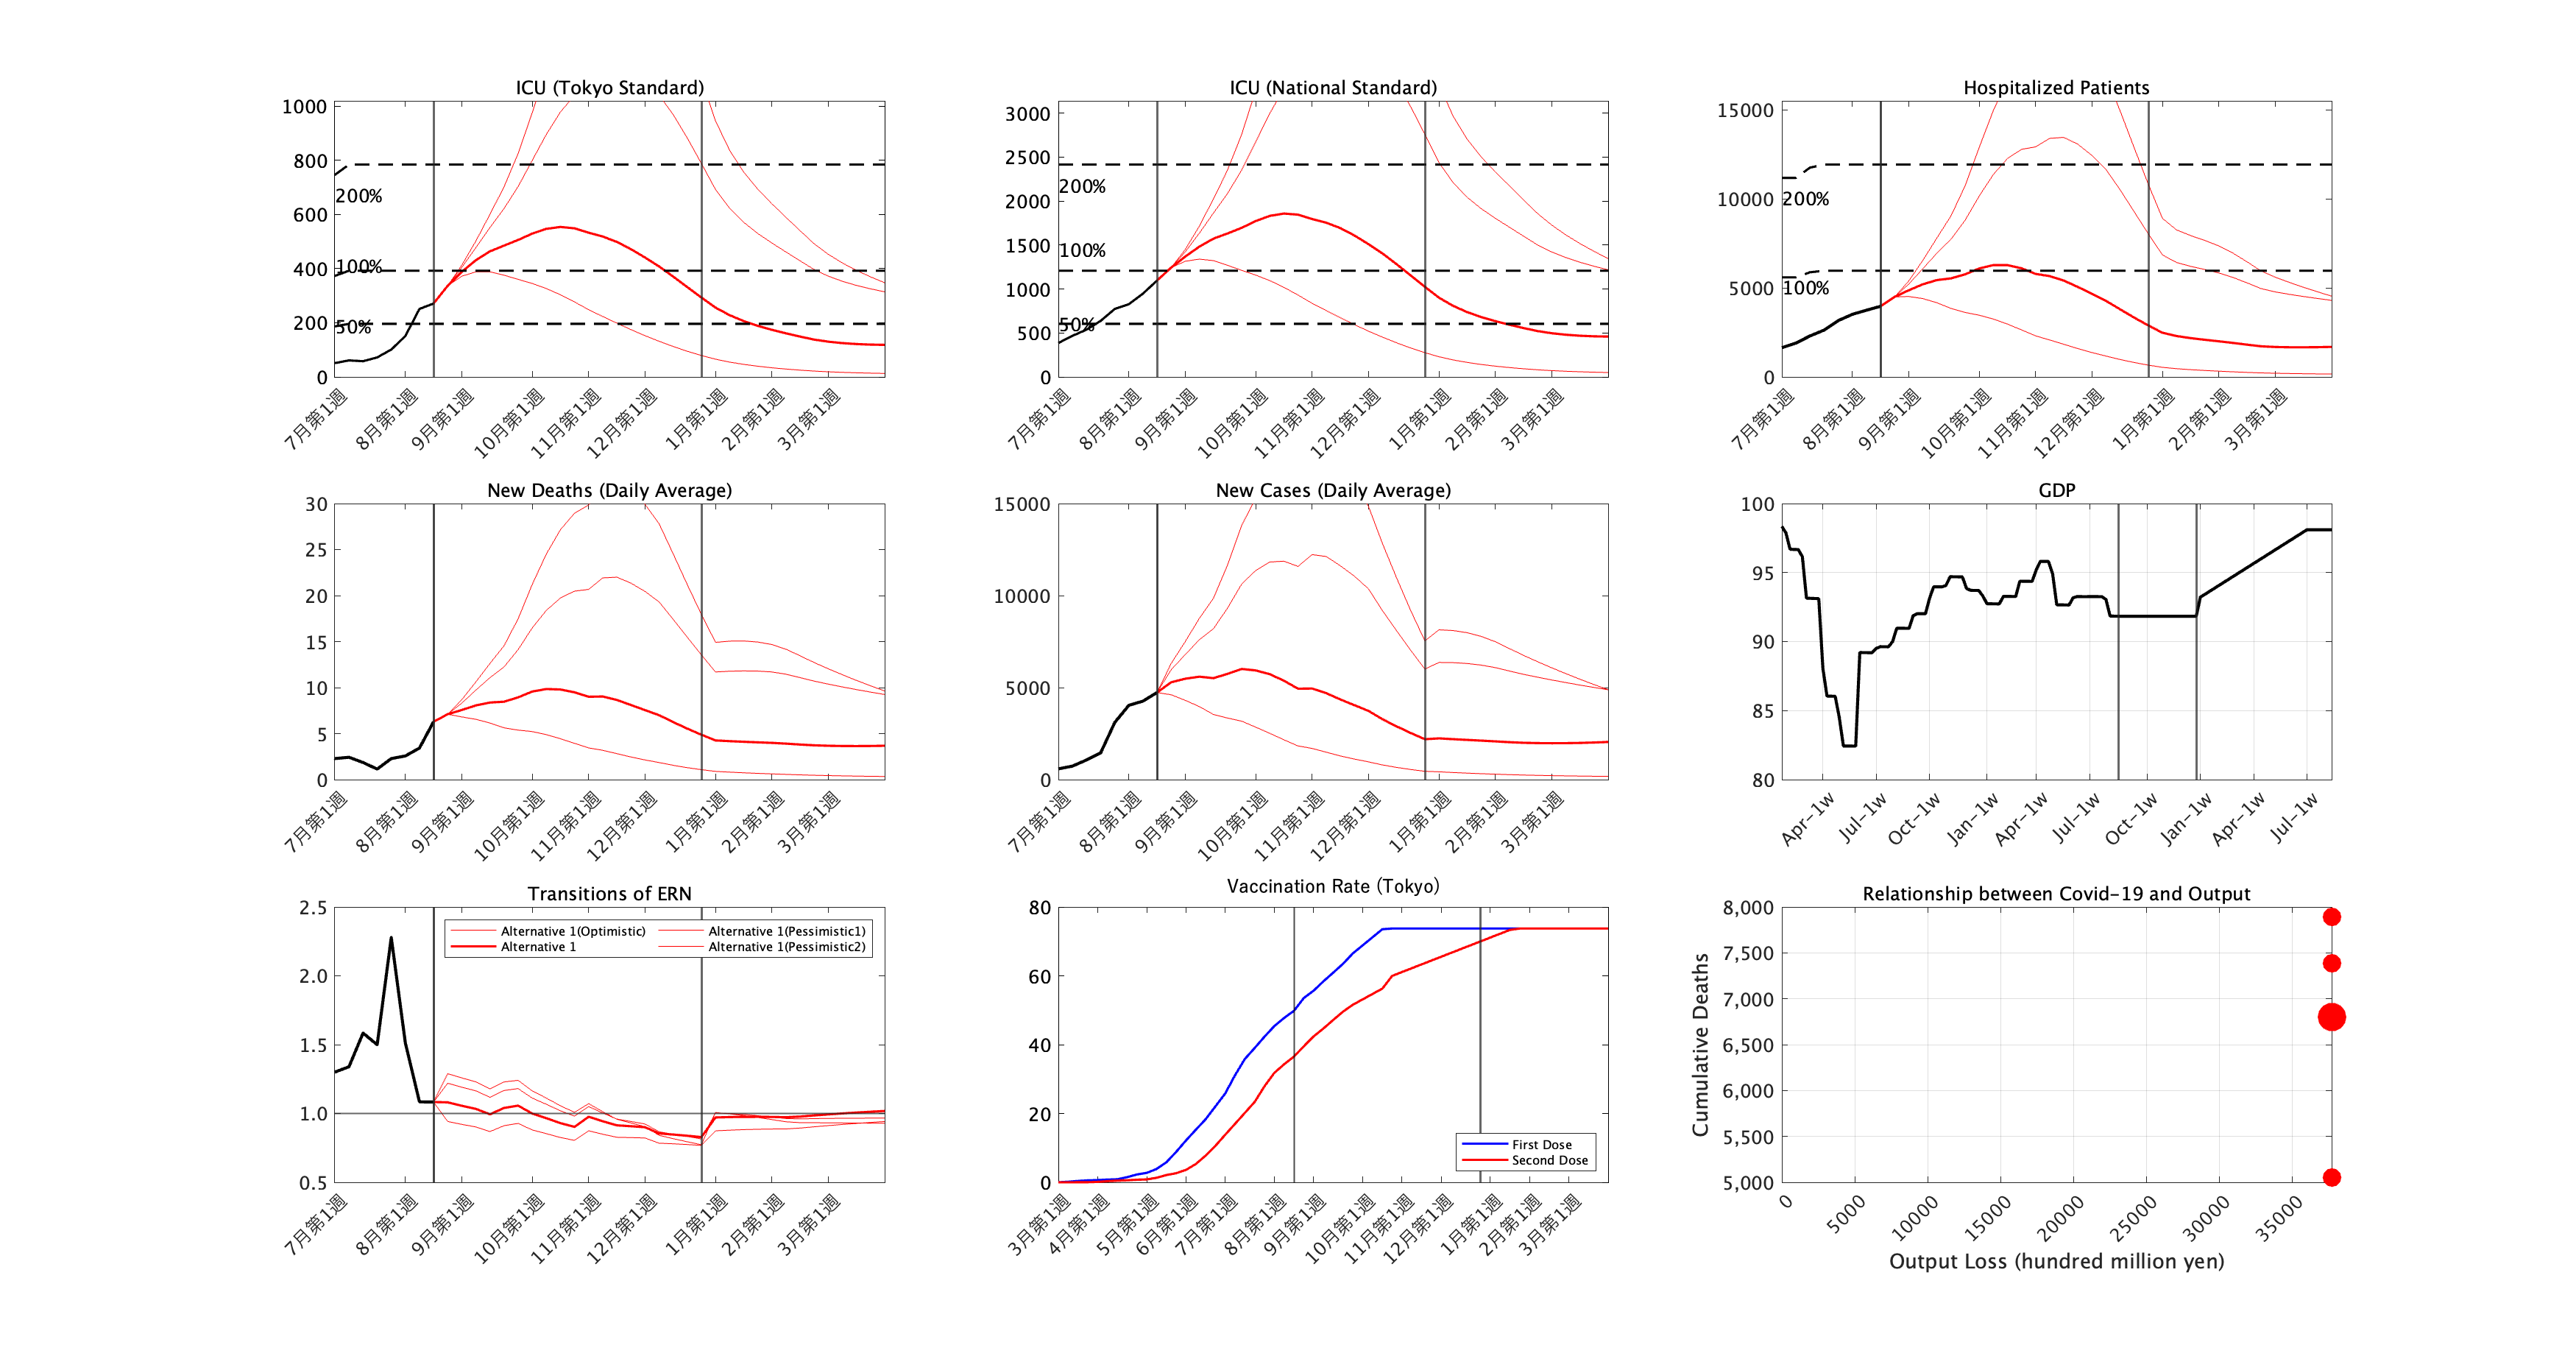 ICU (Tokyo Standard)
1000
800
600
400
200
0
200%
100%
50%
7月第1週
8月第1週
9月第1週
10月第1週
11月第1週
12月第1週
1月第1週
2月第1週
3月第1週
ICU (National Standard)
3000
2500
2000
1500
1000
500
0
200%
100%
50%
7月第1週
8月第1週
9月第1週
10月第1週
11月第1週
12月第1週
1月第1週
2月第1週
3月第1週
Hospitalized Patients
15000
10000
5000
0
200%
100%
7月第1週
8月第1週
9月第1週
10月第1週
11月第1週
12月第1週
1月第1週
2月第1週
3月第1週
New Deaths (Daily Average)
30
25
20
15
10
5
0
7月第1週
8月第1週
9月第1週
10月第1週
11月第1週
12月第1週
1月第1週
2月第1週
3月第1週
New Cases (Daily Average)
15000
10000
5000
0
7月第1週
8月第1週
9月第1週
10月第1週
11月第1週
12月第1週
1月第1週
2月第1週
3月第1週
GDP
100
95
90
85
80
Apr-1w
Jul-1w
Oct-1w
Jan-1w
Apr-1w
Jul-1w
Oct-1w
Jan-1w
Apr-1w
Jul-1w
Transitions of ERN
2.5
2.0
1.5
1.0
0.5
Alternative 1(Optimistic)
Alternative 1
Alternative 1(Pessimistic1)
Alternative 1(Pessimistic2)
7月第1週
8月第1週
9月第1週
10月第1週
11月第1週
12月第1週
1月第1週
2月第1週
3月第1週
Vaccination Rate (Tokyo)
80
60
40
20
0
First Dose
Second Dose
3月第1週
4月第1週
5月第1週
6月第1週
7月第1週
8月第1週
9月第1週
10月第1週
11月第1週
12月第1週
1月第1週
2月第1週
3月第1週
Relationship between Covid-19 and Output
Cumulative Deaths
8,000
7,500
7,000
6,500
6,000
5,500
5,000
0
5000
10000
15000
20000
25000
30000
35000
Output Loss (hundred million yen)